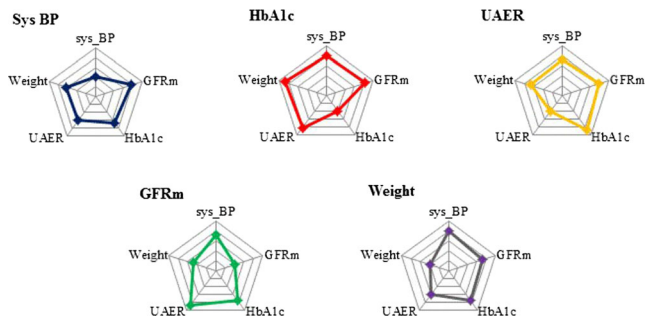 Sys BP
sys_BP
GFRm
HbA1c
UAER
Weight
HbA1c
sys_BP
GFRm
HbA1c
UAER
Weight
UAER
sys_BP
GFRm
HbA1c
UAER
Weight
GFRm
sys_BP
GFRm
HbA1c
UAER
Weight
Weight
sys_BP
GFRm
HbA1c
UAER
Weight